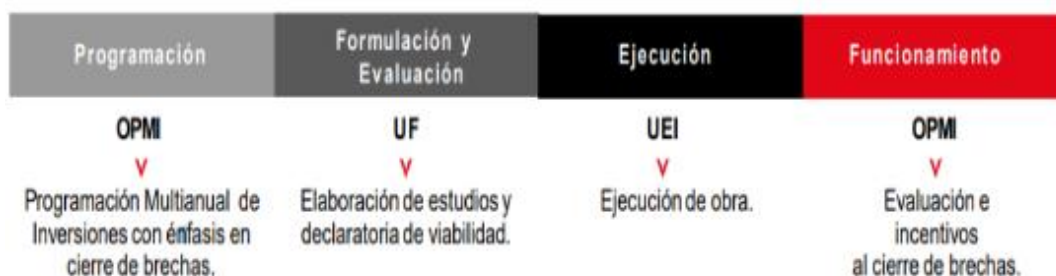 Programación
Formulación y
Evaluación
Ejecución
Funcionamiento
OPMI
UF
UEI
OPMI
Programación Multianual de
Inversiones con énfasis en
cierre de brechas.
Elaboración de estudios y
declaratoria de viabilidad.
Ejecución de obra.
Evaluación e
incentivos
al cierre de brechas.